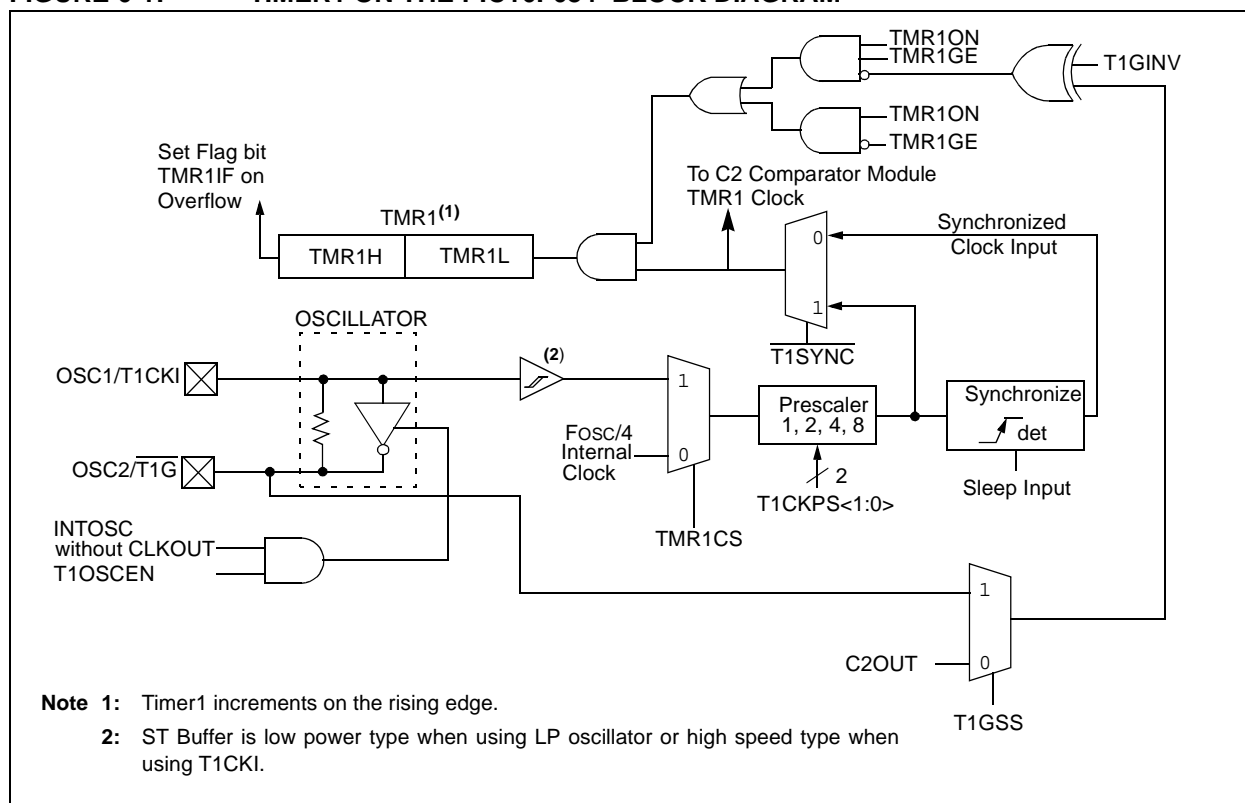 TMR1ON
TMR1GE
T1GINV
TMR1ON
TMR1GE
Set Flag bit
TMR1IF on
Overflow
To C2 Comparator Module
TMR1 Clock
TMR1(1)
TMR1H
TMR1L
0
Synchronized
Clock Input
1
T1SYNC
OSCILLATOR
(2)
OSC1/T1CKI
1
Prescaler
1, 2, 4, 8
Synchronize
det
FOSC/4
Internal
Clock
0
OSC2/T1G
2
T1CKPS<1:0>
Sleep Input
TMR1CS
INTOSC
without CLKOUT
T1OSCEN
1
C2OUT
0
T1GSS
Note 1: Timer1 increments on the rising edge.
2: ST Buffer is low power type when using LP oscillator or high speed type when
using T1CKI.